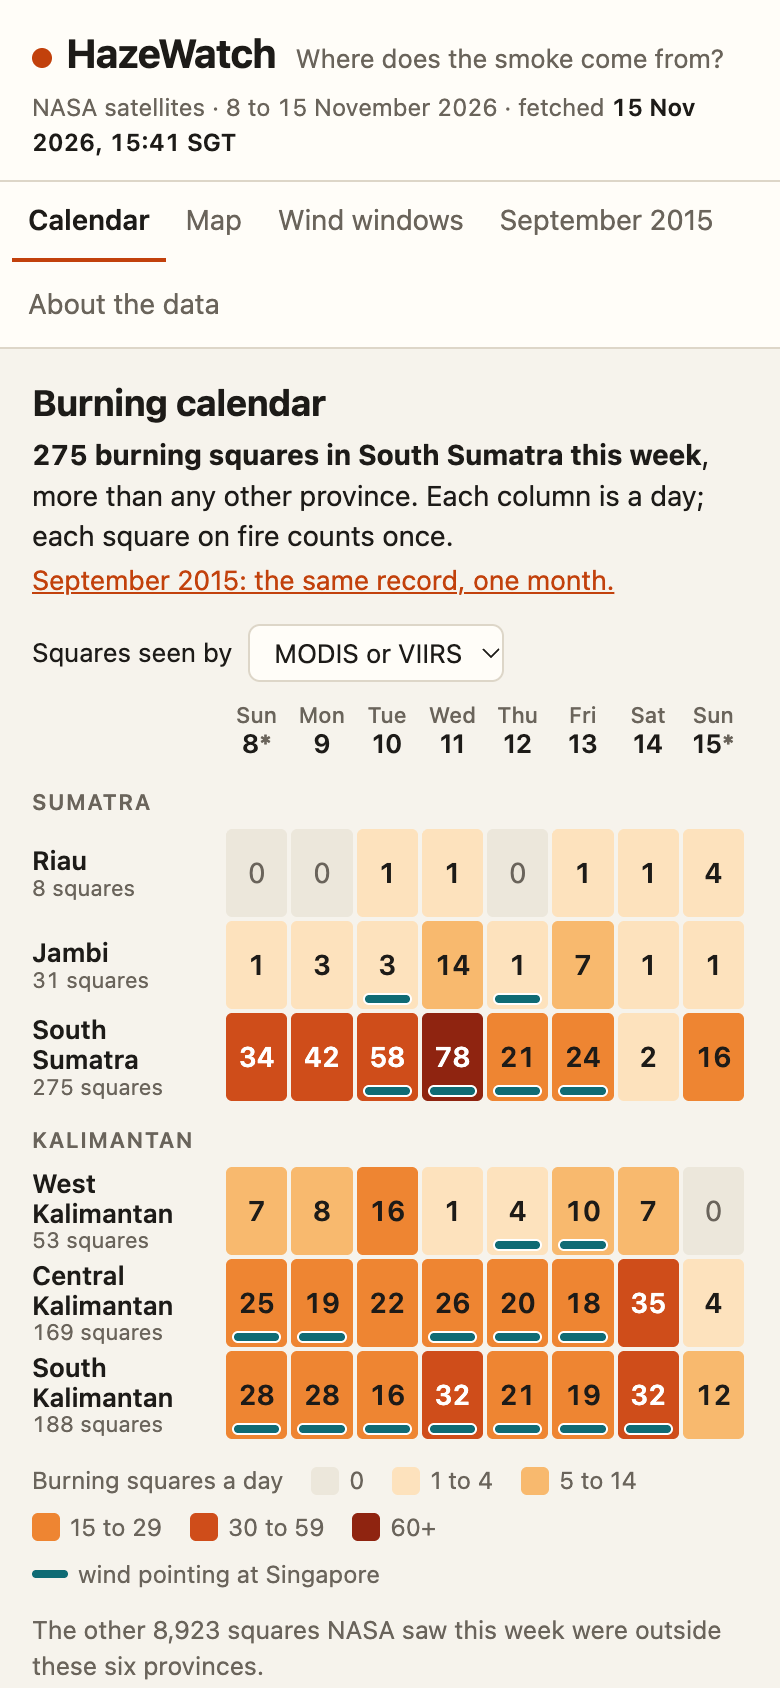 HazeWatch Where does the smoke come from?
NASA satellites · 8 to 15 November 2026 · fetched 15 Nov
2026, 15:41 SGT
Calendar Map Wind windows September 2015
About the data
Burning calendar
275 burning squares in South Sumatra this week,
more than any other province. Each column is a day;
each square on fire counts once.
September 2015: the same record, one month.
Squares seen by MODIS or VIIRS
Sun Mon Tue Wed Thu Fri Sat Sun
8* 9 10 11 12 13 14 15*
SUMATRA
Riau
8 squares
0 0 1 1 0 1 1 4
Jambi
31 squares
1 3 3 14 1 7 1 1
South
Sumatra
275 squares
34 42 58 78 21 24 2 16
KALIMANTAN
West
Kalimantan
53 squares
7 8 16 1 4 10 7 0
Central
Kalimantan
169 squares
25 19 22 26 20 18 35 4
South
Kalimantan
188 squares
28 28 16 32 21 19 32 12
Burning squares a day 0 1 to 4 5 to 14
15 to 29 30 to 59 60+
wind pointing at Singapore
The other 8,923 squares NASA saw this week were outside
these six provinces.